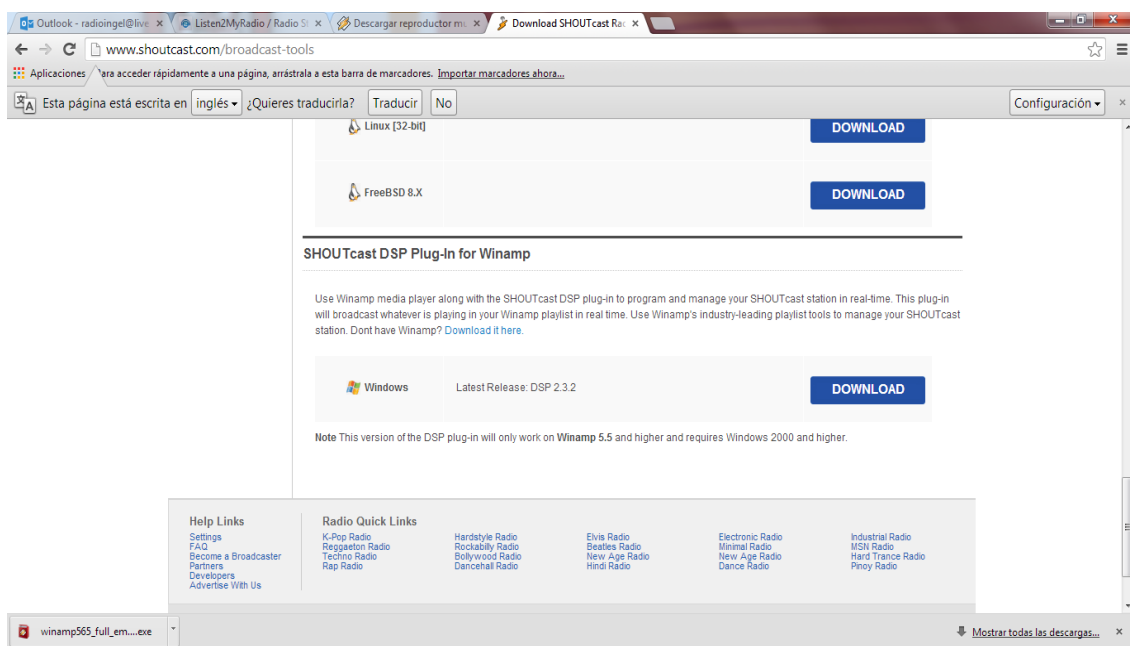 Outlook - radioingel@live
Listen2MyRadio / Radio St
Descargar reproductor mu
Download SHOUTcast Rac
www.shoutcast.com/broadcast-tools
Aplicaciones
Para acceder rápidamente a una página, arrástrala a esta barra de marcadores. Importar marcadores ahora...
Esta página está escrita en inglés ¿Quieres traducirla? Traducir No Configuración
Linux [32-bit] DOWNLOAD
FreeBSD 8.X DOWNLOAD
SHOUTcast DSP Plug-In for Winamp
Use Winamp media player along with the SHOUTcast DSP plug-in to program and manage your SHOUTcast station in real-time. This plug-in
will broadcast whatever is playing in your Winamp playlist in real time. Use Winamp's industry-leading playlist tools to manage your SHOUTcast
station. Dont have Winamp? Download it here.
Windows Latest Release: DSP 2.3.2 DOWNLOAD
Note This version of the DSP plug-in will only work on Winamp 5.5 and higher and requires Windows 2000 and higher.
Help Links
Settings
FAQ
Become a Broadcaster
Partners
Developers
Advertise With Us
Radio Quick Links
K-Pop Radio
Reggaeton Radio
Techno Radio
Rap Radio
Hardstyle Radio
Rockabilly Radio
Bollywood Radio
Dancehall Radio
Elvis Radio
Beatles Radio
New Age Radio
Hindi Radio
Electronic Radio
Minimal Radio
New Age Radio
Dance Radio
Industrial Radio
MSN Radio
Hard Trance Radio
Pinoy Radio
winamp565_full_em....exe
Mostrar todas las descargas...